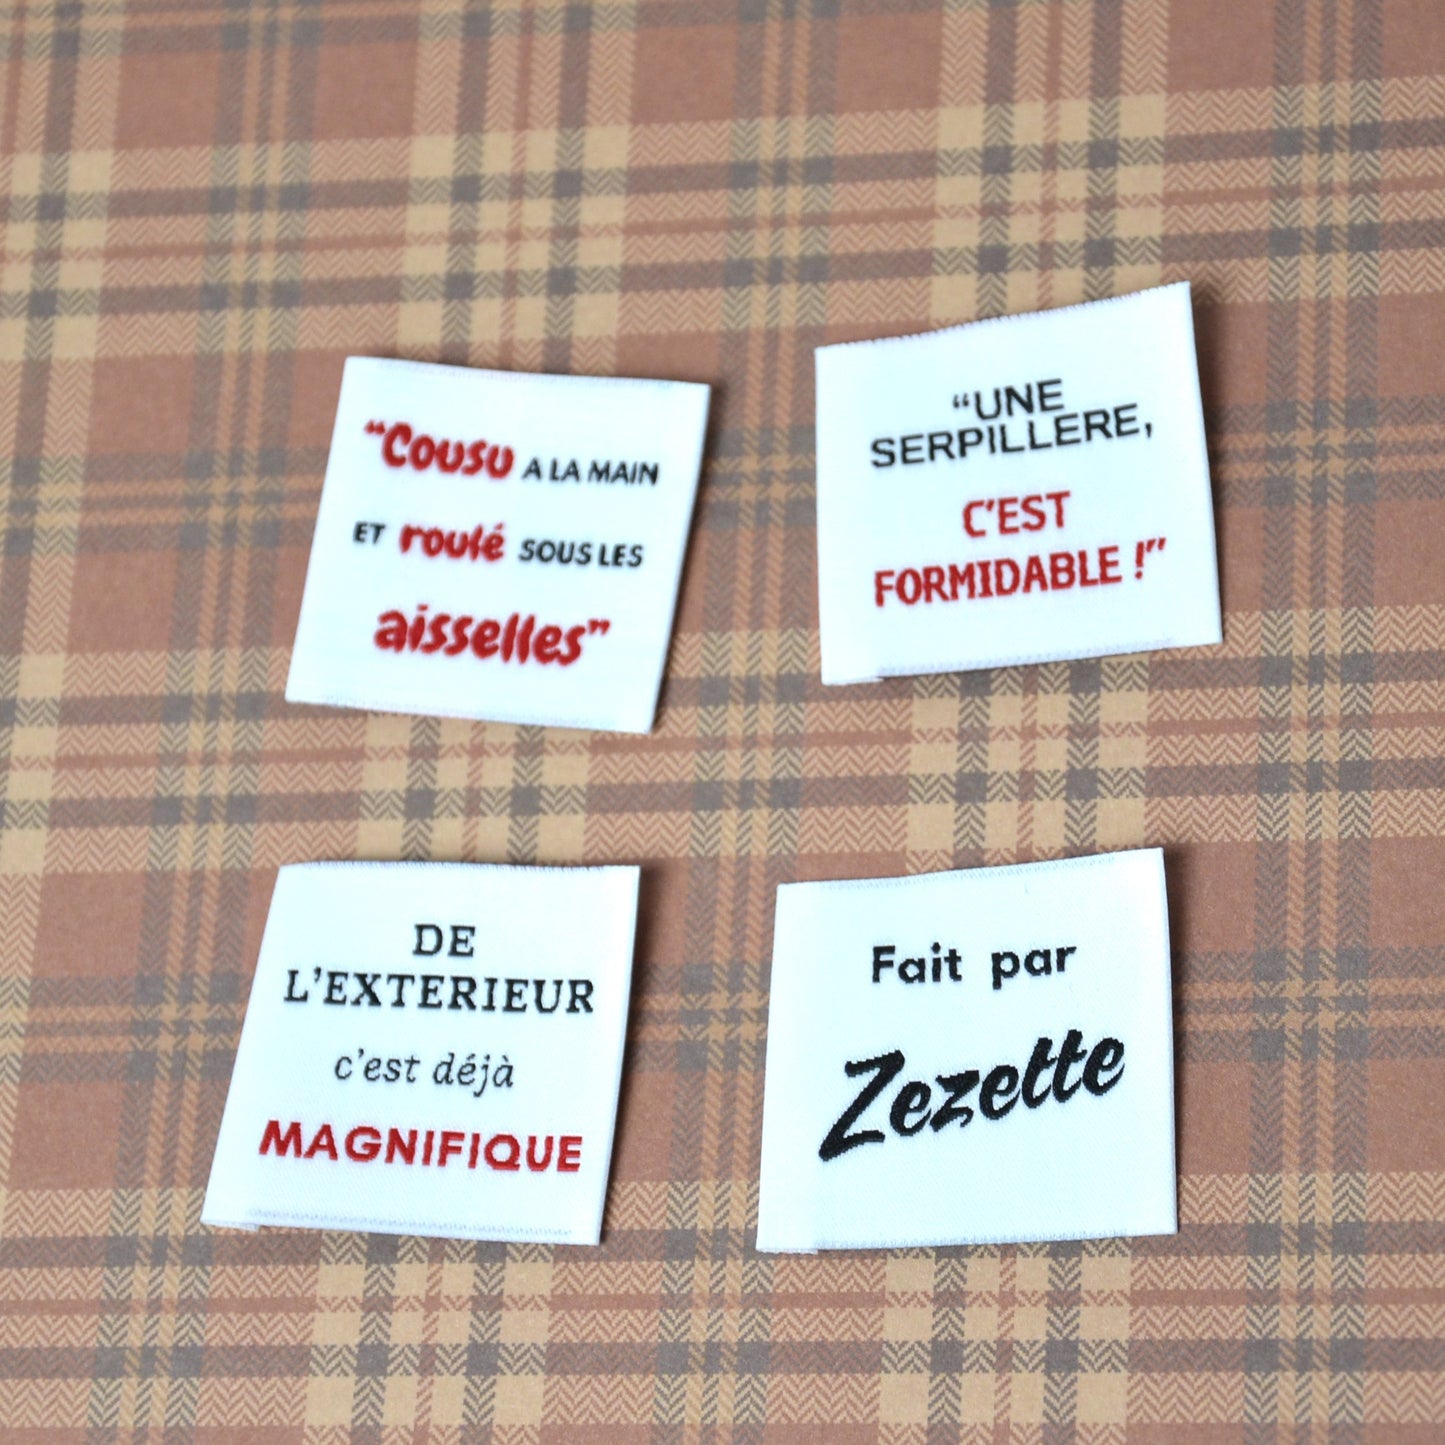 “Cousu A LA MAIN
ET roulé SOUS LES
aisselles”
“UNE
SERPILLERE,
C’EST
FORMIDABLE !”
DE
L’EXTERIEUR
c’est déjà
MAGNIFIQUE
Fait par
Zezette